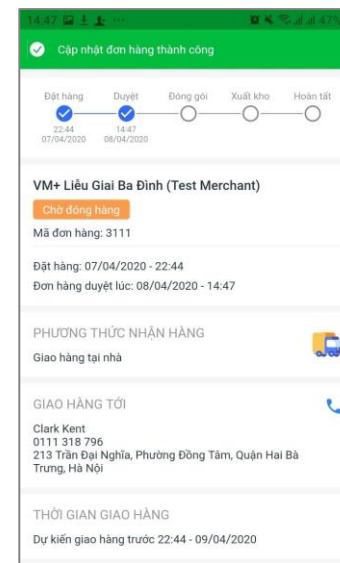 14:47 47%
Cập nhật đơn hàng thành công
Đặt hàng Duyệt Đóng gói Xuất kho Hoàn tất
22:44 14:47
07/04/2020 08/04/2020
VM+ Liễu Giai Ba Đình (Test Merchant)
Chờ đóng hàng
Mã đơn hàng: 3111
Đặt hàng: 07/04/2020 - 22:44
Đơn hàng duyệt lúc: 08/04/2020 - 14:47
PHƯƠNG THỨC NHẬN HÀNG
Giao hàng tại nhà
GIAO HÀNG TỚI
Clark Kent
0111 318 796
213 Trần Đại Nghĩa, Phường Đồng Tâm, Quận Hai Bà
Trưng, Hà Nội
THỜI GIAN GIAO HÀNG
Dự kiến giao hàng trước 22:44 - 09/04/2020